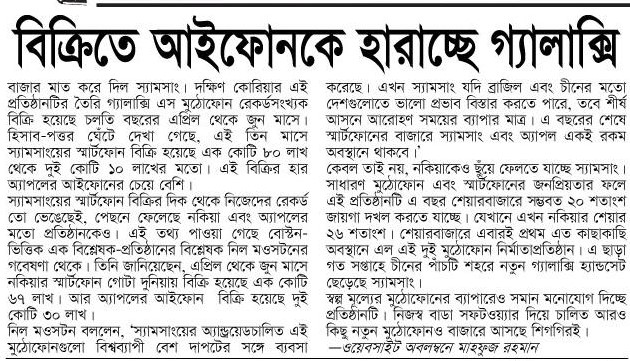 বিক্রিতে আইফোনকে হারাচ্ছে গ্যালাক্সি
বাজার মাত করে দিল স্যামসাং। দক্ষিণ কোরিয়ার এই
প্রতিষ্ঠানটির তৈরি গ্যালাক্সি এস মুঠোফোন রেকর্ডসংখ্যক
বিক্রি হয়েছে চলতি বছরের এপ্রিল থেকে জুন মাসে।
হিসাব-পত্তর ঘেঁটে দেখা গেছে, এই তিন মাসে
স্যামসাংয়ের স্মার্টফোন বিক্রি হয়েছে এক কোটি ৮০ লাখ
থেকে দুই কোটি ১০ লাখের মতো। এই বিক্রির হার
অ্যাপলের আইফোনের চেয়ে বেশি।
স্যামসাংয়ের স্মার্টফোন বিক্রির দিক থেকে নিজেদের রেকর্ড
তো ভেঙেছেই, পেছনে ফেলেছে নকিয়া এবং অ্যাপলের
মতো প্রতিষ্ঠানকেও। এই তথ্য পাওয়া গেছে বোস্টন-
ভিত্তিক এক বিশ্লেষক-প্রতিষ্ঠানের বিশ্লেষক নিল মওসটনের
গবেষণা থেকে। তিনি জানিয়েছেন, এপ্রিল থেকে জুন মাসে
নকিয়ার স্মার্টফোন গোটা দুনিয়ায় বিক্রি হয়েছে এক কোটি
৬৭ লাখ। আর অ্যাপলের আইফোন বিক্রি হয়েছে দুই
কোটি ৩০ লাখ।
নিল মওসটন বললেন, ‘স্যামসাংয়ের অ্যান্ড্রয়েডচালিত এই
মুঠোফোনগুলো বিশ্বব্যাপী বেশ দাপটের সঙ্গে ব্যবসা
করেছে। এখন স্যামসাং যদি ব্রাজিল এবং চীনের মতো
দেশগুলোতে ভালো প্রভাব বিস্তার করতে পারে, তবে শীর্ষ
আসনে আরোহণ সময়ের ব্যাপার মাত্র। এ বছরের শেষে
স্মার্টফোনের বাজারে স্যামসাং এবং অ্যাপল একই রকম
অবস্থানে থাকবে।’
কেবল তাই নয়, নকিয়াকেও ছুঁয়ে ফেলতে যাচ্ছে স্যামসাং।
সাধারণ মুঠোফোন এবং স্মার্টফোনের জনপ্রিয়তার ফলে
এই প্রতিষ্ঠানটি এ বছর শেয়ারবাজারে সম্ভবত ২০ শতাংশ
জায়গা দখল করতে যাচ্ছে। যেখানে এখন নকিয়ার শেয়ার
২৬ শতাংশ। শেয়ারবাজারে এবারই প্রথম এত কাছাকাছি
অবস্থানে এল এই দুই মুঠোফোন নির্মাতাপ্রতিষ্ঠান। এ ছাড়া
গত সপ্তাহে চীনের পাঁচটি শহরে নতুন গ্যালাক্সি হ্যান্ডসেট
ছেড়েছে স্যামসাং।
স্বল্প মূল্যের মুঠোফোনের ব্যাপারেও সমান মনোযোগ দিচ্ছে
প্রতিষ্ঠানটি। নিজস্ব বাডা সফটওয়্যার দিয়ে চালিত আরও
কিছু নতুন মুঠোফোনও বাজারে আসছে শিগগিরই।
—ওয়েবসাইট অবলম্বনে মাহফুজ রহমান